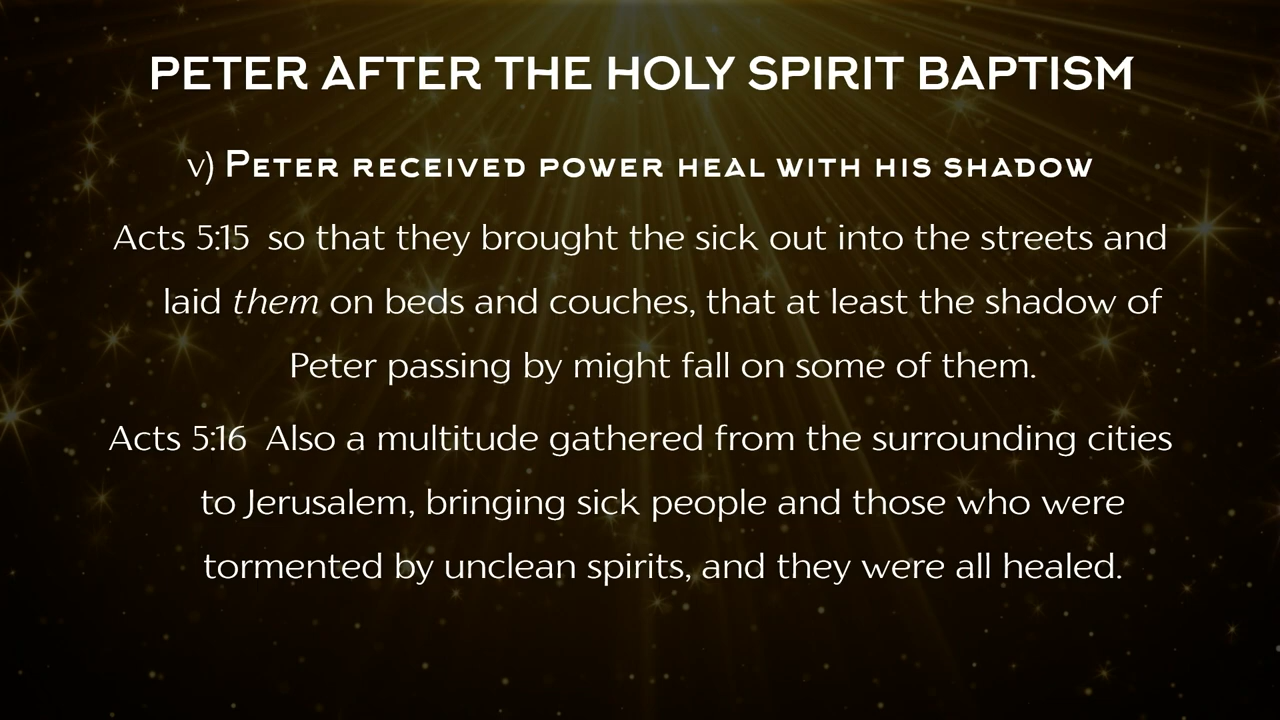 PETER AFTER THE HOLY SPIRIT BAPTISM
v) PETER RECEIVED POWER HEAL WITH HIS SHADOW
Acts 5:15 so that they brought the sick out into the streets and
laid them on beds and couches, that at least the shadow of
Peter passing by might fall on some of them.
Acts 5:16 Also a multitude gathered from the surrounding cities
to Jerusalem, bringing sick people and those who were
tormented by unclean spirits, and they were all healed.